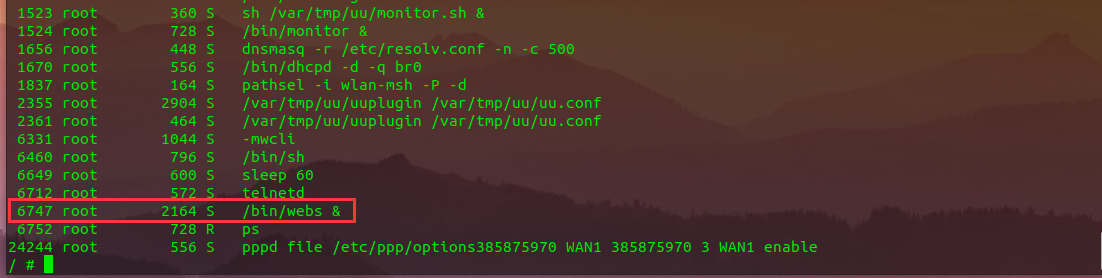 1523 root 360 S sh /var/tmp/uu/monitor.sh &
1524 root 728 S /bin/monitor &
1656 root 448 S dnsmasq -r /etc/resolv.conf -n -c 500
1670 root 556 S /bin/dhcpd -d -q br0
1837 root 164 S pathsel -i wlan-msh -P -d
2355 root 2904 S /var/tmp/uu/uuplugin /var/tmp/uu/uu.conf
2361 root 464 S /var/tmp/uu/uuplugin /var/tmp/uu/uu.conf
6331 root 1044 S -mwcli
6460 root 796 S /bin/sh
6649 root 600 S sleep 60
6712 root 572 S telnetd
6747 root 2164 S /bin/webs &
6752 root 728 R ps
24244 root 556 S pppd file /etc/ppp/options385875970 WAN1 385875970 3 WAN1 enable
/ #